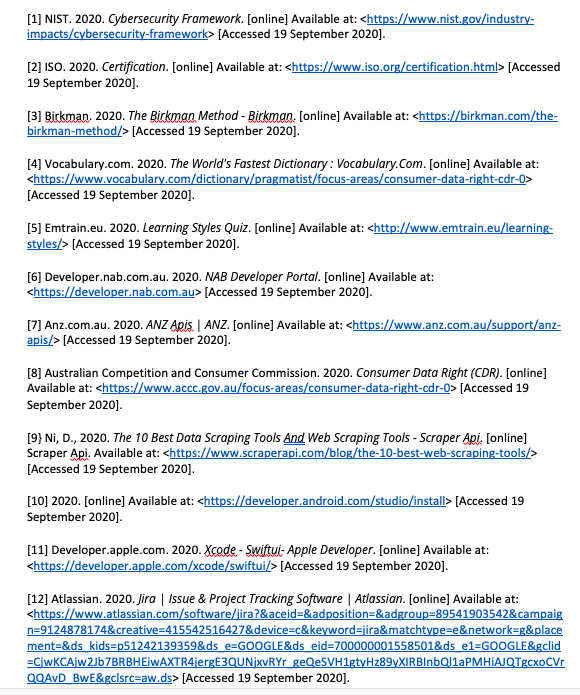 [1] NIST. 2020. Cybersecurity Framework. [online] Available at: <https://www.nist.gov/industry-
impacts/cybersecurity-framework> [Accessed 19 September 2020].
[2] ISO. 2020. Certification. [online] Available at: <https://www.iso.org/certification.html> [Accessed
19 September 2020].
[3] Birkman. 2020. The Birkman Method - Birkman. [online] Available at: <https://birkman.com/the-
birkman-method/> [Accessed 19 September 2020].
[4] Vocabulary.com. 2020. The World's Fastest Dictionary : Vocabulary.Com. [online] Available at:
<https://www.vocabulary.com/dictionary/pragmatist/focus-areas/consumer-data-right-cdr-0>
[Accessed 19 September 2020].
[5] Emtrain.eu. 2020. Learning Styles Quiz. [online] Available at: <http://www.emtrain.eu/learning-
styles/> [Accessed 19 September 2020].
[6] Developer.nab.com.au. 2020. NAB Developer Portal. [online] Available at:
<https://developer.nab.com.au> [Accessed 19 September 2020].
[7] Anz.com.au. 2020. ANZ Apis | ANZ. [online] Available at: <https://www.anz.com.au/support/anz-
apis/> [Accessed 19 September 2020].
[8] Australian Competition and Consumer Commission. 2020. Consumer Data Right (CDR). [online]
Available at: <https://www.accc.gov.au/focus-areas/consumer-data-right-cdr-0> [Accessed 19
September 2020].
[9} Ni, D., 2020. The 10 Best Data Scraping Tools And Web Scraping Tools - Scraper Api. [online]
Scraper Api. Available at: <https://www.scraperapi.com/blog/the-10-best-web-scraping-tools/>
[Accessed 19 September 2020].
[10] 2020. [online] Available at: <https://developer.android.com/studio/install> [Accessed 19
September 2020].
[11] Developer.apple.com. 2020. Xcode - Swiftui- Apple Developer. [online] Available at:
<https://developer.apple.com/xcode/swiftui/> [Accessed 19 September 2020].
[12] Atlassian. 2020. Jira | Issue & Project Tracking Software | Atlassian. [online] Available at:
<https://www.atlassian.com/software/jira?&aceid=&adposition=&adgroup=89541903542&campaig
n=9124878174&creative=415542516427&device=c&keyword=jira&matchtype=e&network=g&place
ment=&ds_kids=p51242139359&ds_e=GOOGLE&ds_eid=700000001558501&ds_e1=GOOGLE&gclid
=CjwKCAjw2Jb7BRBHEiwAXTR4jergE3QUNjxvRYr_geQeSVH1gtyHz89yXIRBInbQl1aPMHiAJQTgcxoCVr
QQAvD_BwE&gclsrc=aw.ds> [Accessed 19 September 2020].